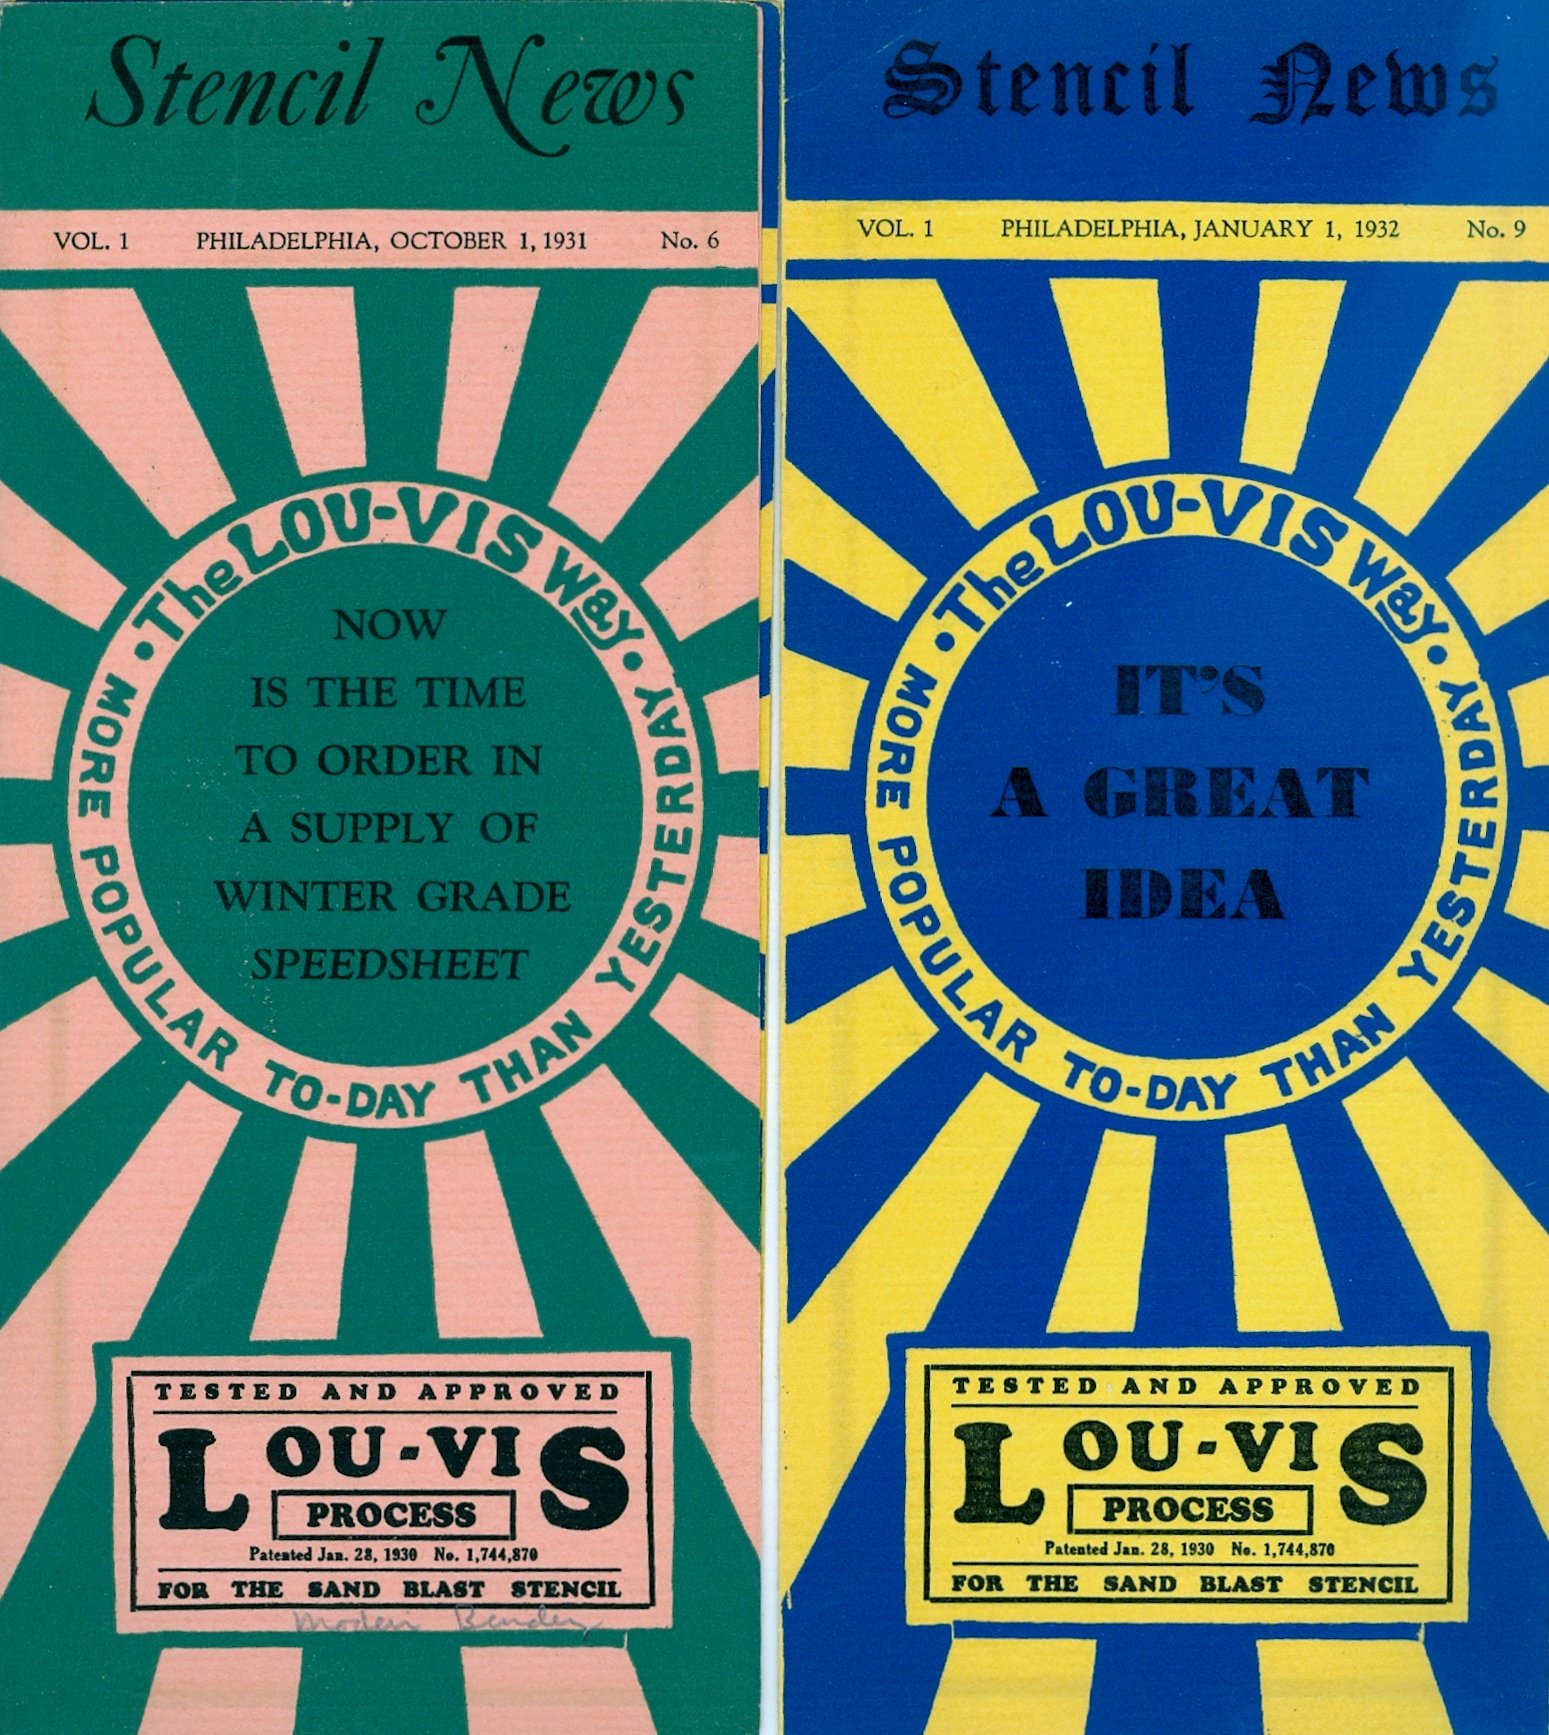 Stencil News
VOL. 1 PHILADELPHIA, OCTOBER 1, 1931 No. 6
• The LOU-VIS Way •
MORE POPULAR TO-DAY THAN YESTERDAY
NOW
IS THE TIME
TO ORDER IN
A SUPPLY OF
WINTER GRADE
SPEEDSHEET
TESTED AND APPROVED
LOU-VIS
PROCESS
Patented Jan. 28, 1930 No. 1,744,870
FOR THE SAND BLAST STENCIL
Stencil News
VOL. 1 PHILADELPHIA, JANUARY 1, 1932 No. 9
• The LOU-VIS Way •
MORE POPULAR TO-DAY THAN YESTERDAY
IT'S
A GREAT
IDEA
TESTED AND APPROVED
LOU-VIS
PROCESS
Patented Jan. 28, 1930 No. 1,744,870
FOR THE SAND BLAST STENCIL